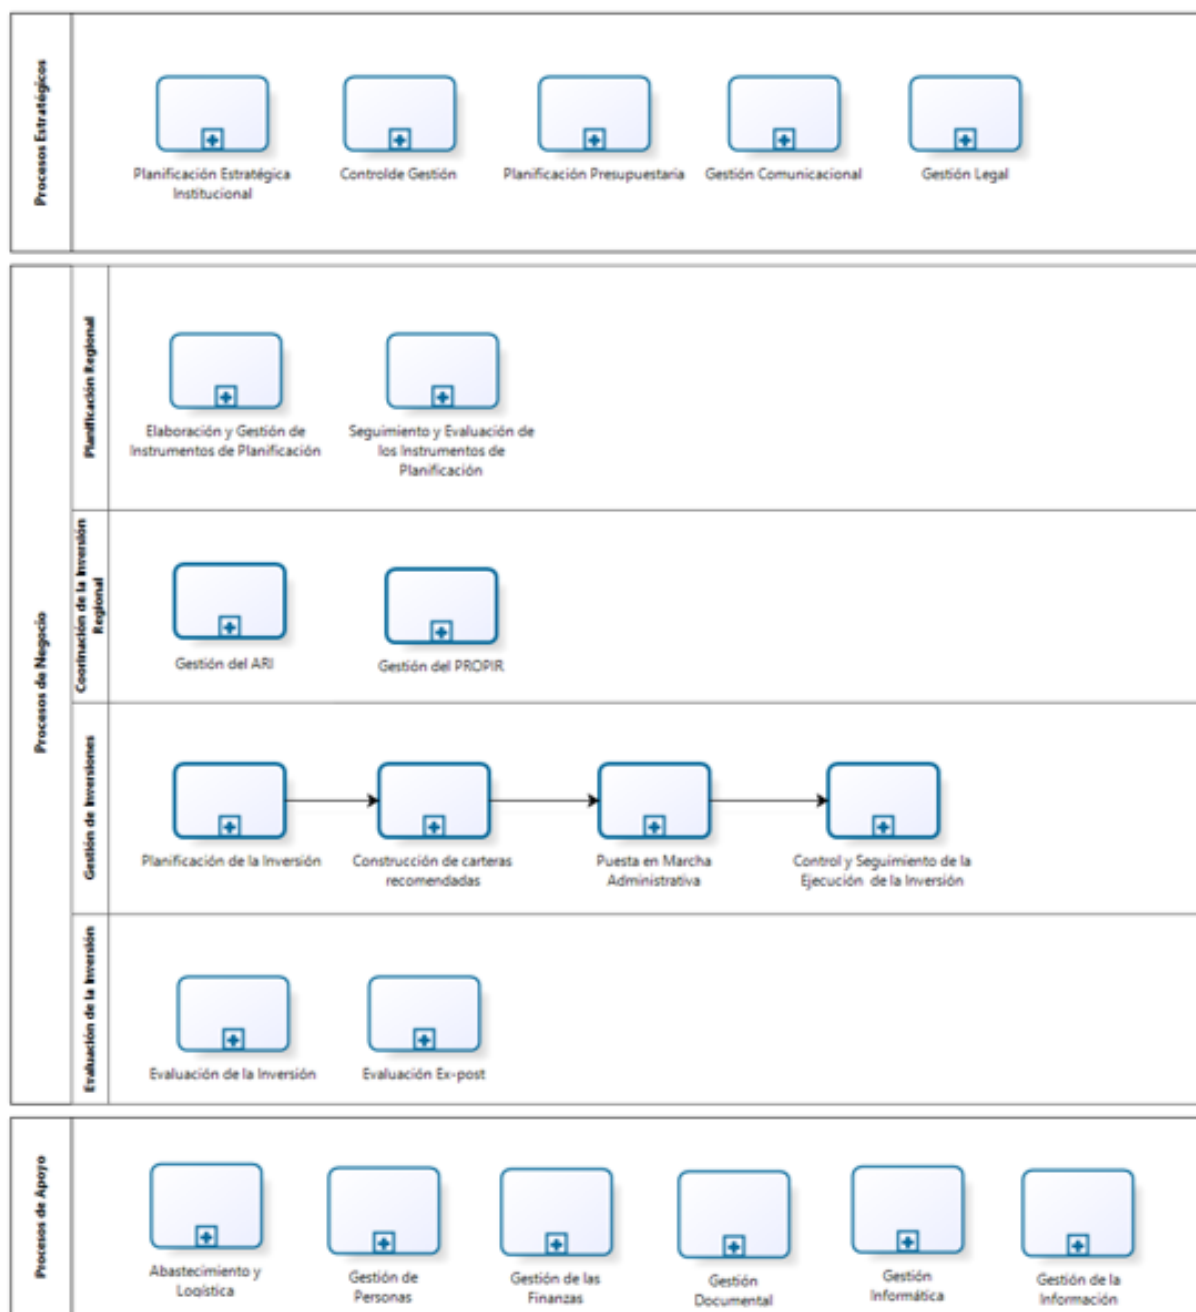 Procesos Estratégicos
Planificación Estratégica
Institucional
Controlde Gestión
Planificación Presupuestaria
Gestión Comunicacional
Gestión Legal
Procesos de Negocio
Planificación Regional
Elaboración y Gestión de
Instrumentos de Planificación
Seguimiento y Evaluación de
los Instrumentos de
Planificación
Coorinación de la Inversión
Regional
Gestión del ARI
Gestión del PROPIR
Gestión de Inversiones
Planificación de la Inversión
Construcción de carteras
recomendadas
Puesta en Marcha
Administrativa
Control y Seguimiento de la
Ejecución de la Inversión
Evaluación de la Inversión
Evaluación de la Inversión
Evaluación Ex-post
Procesos de Apoyo
Abastecimiento y
Logística
Gestión de
Personas
Gestión de las
Finanzas
Gestión
Documental
Gestión
Informática
Gestión de la
Información